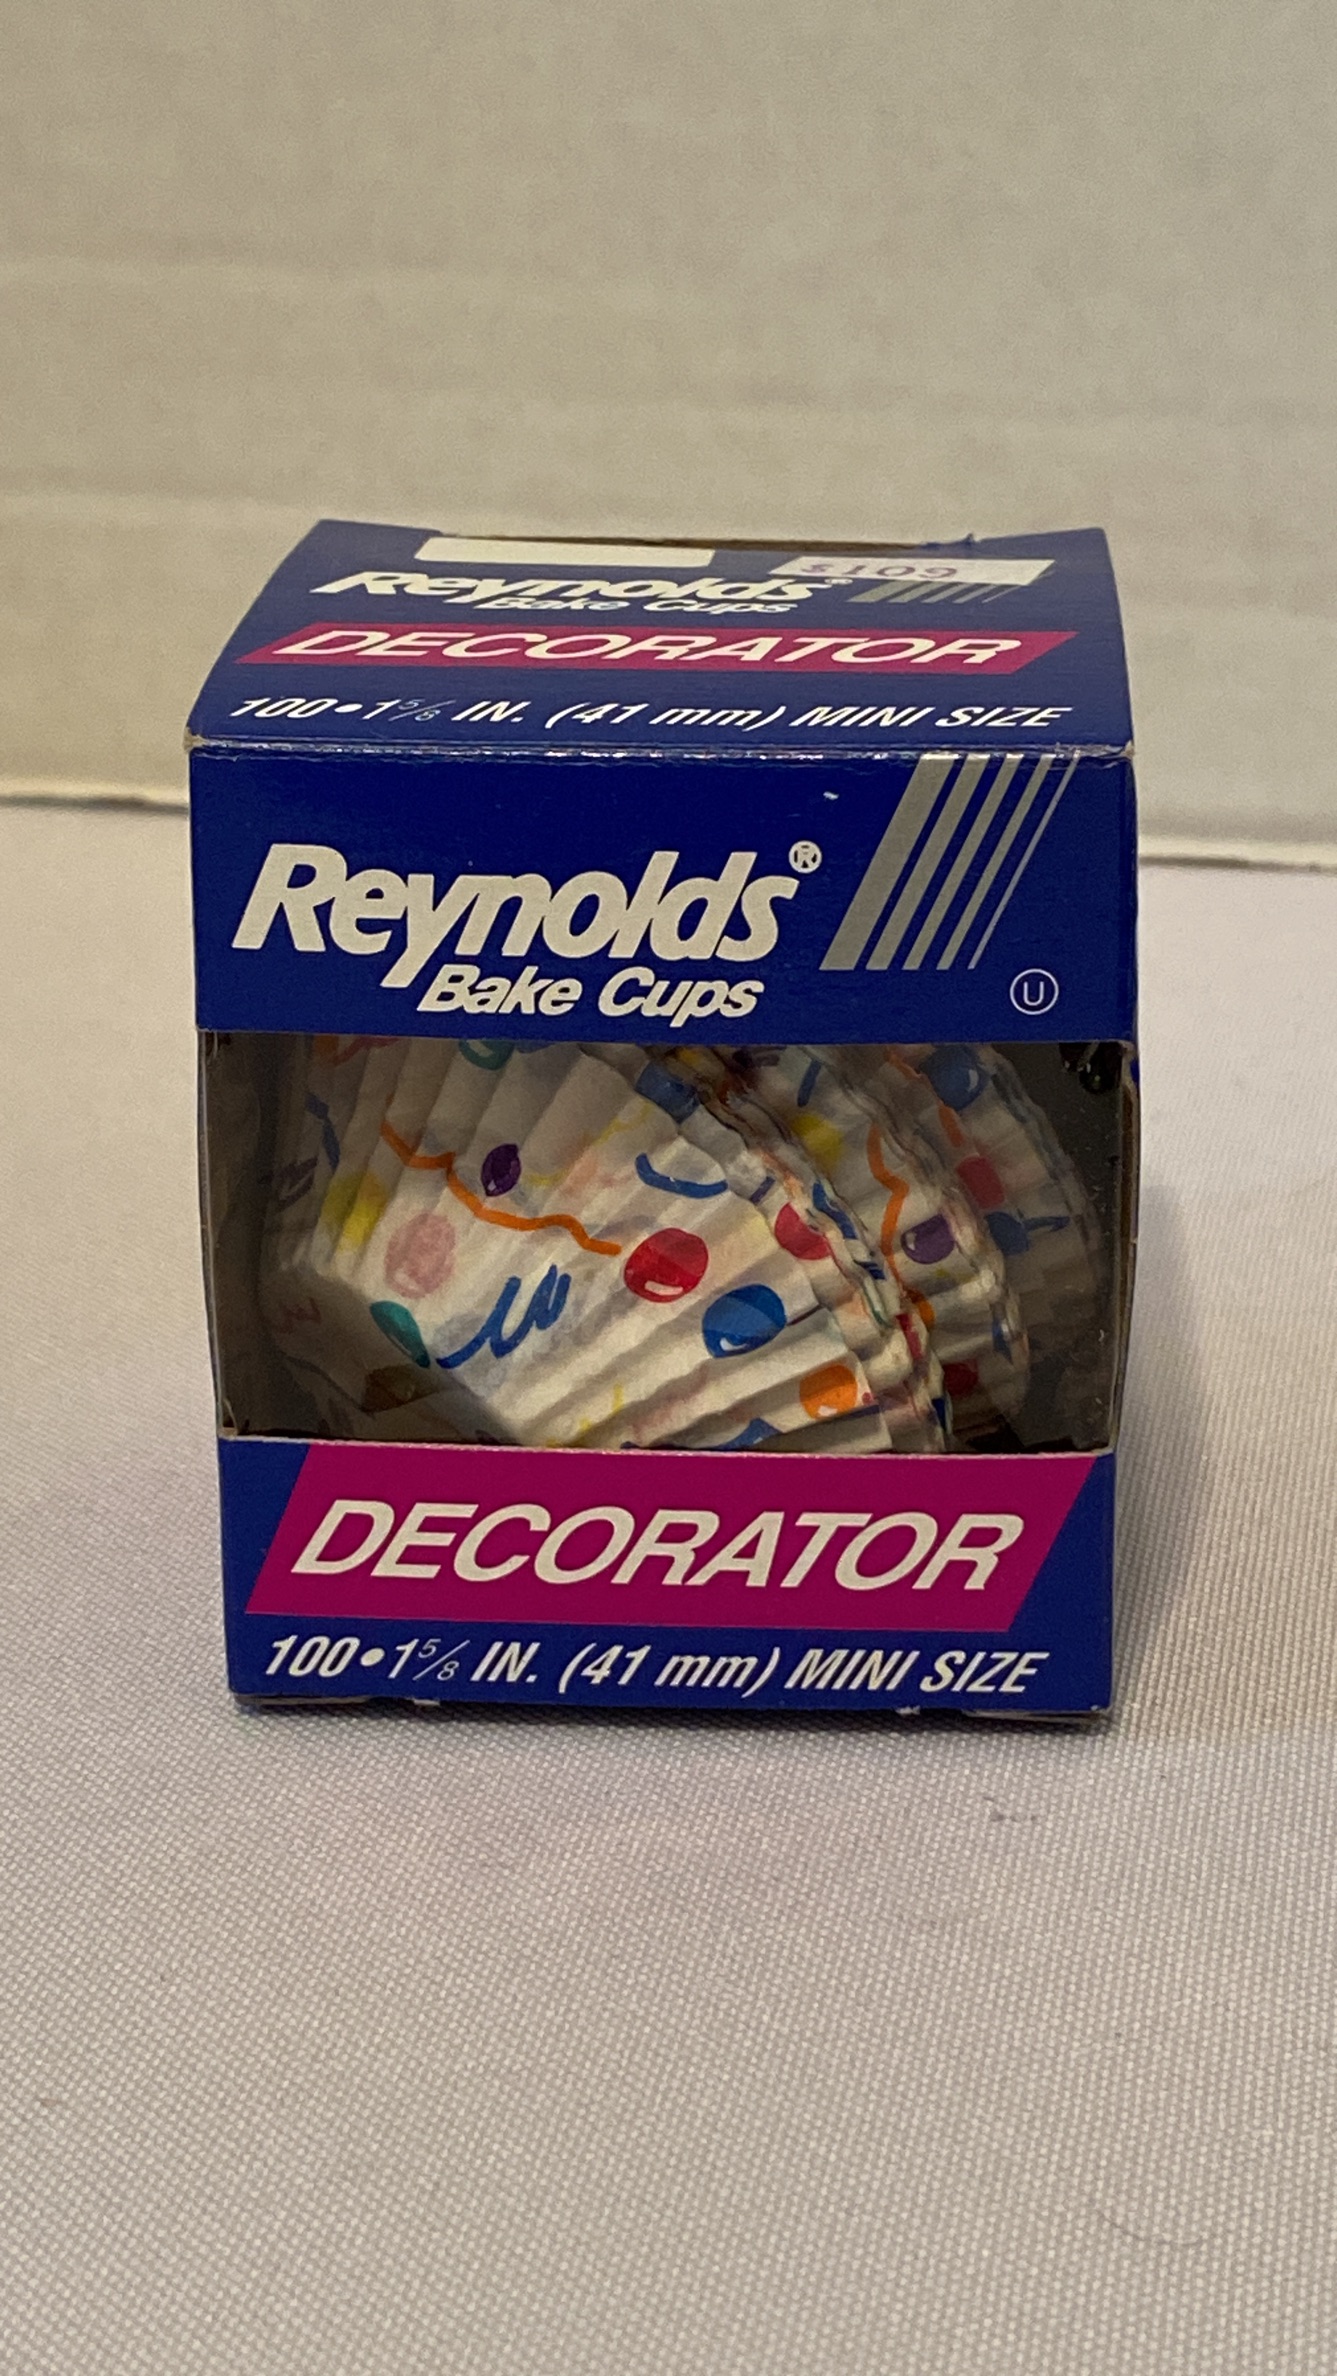 $109
Reynolds®
Bake Cups
DECORATOR
100•1⅝ IN. (41 mm) MINI SIZE
Reynolds®
Bake Cups
U
DECORATOR
100•1⅝ IN. (41 mm) MINI SIZE